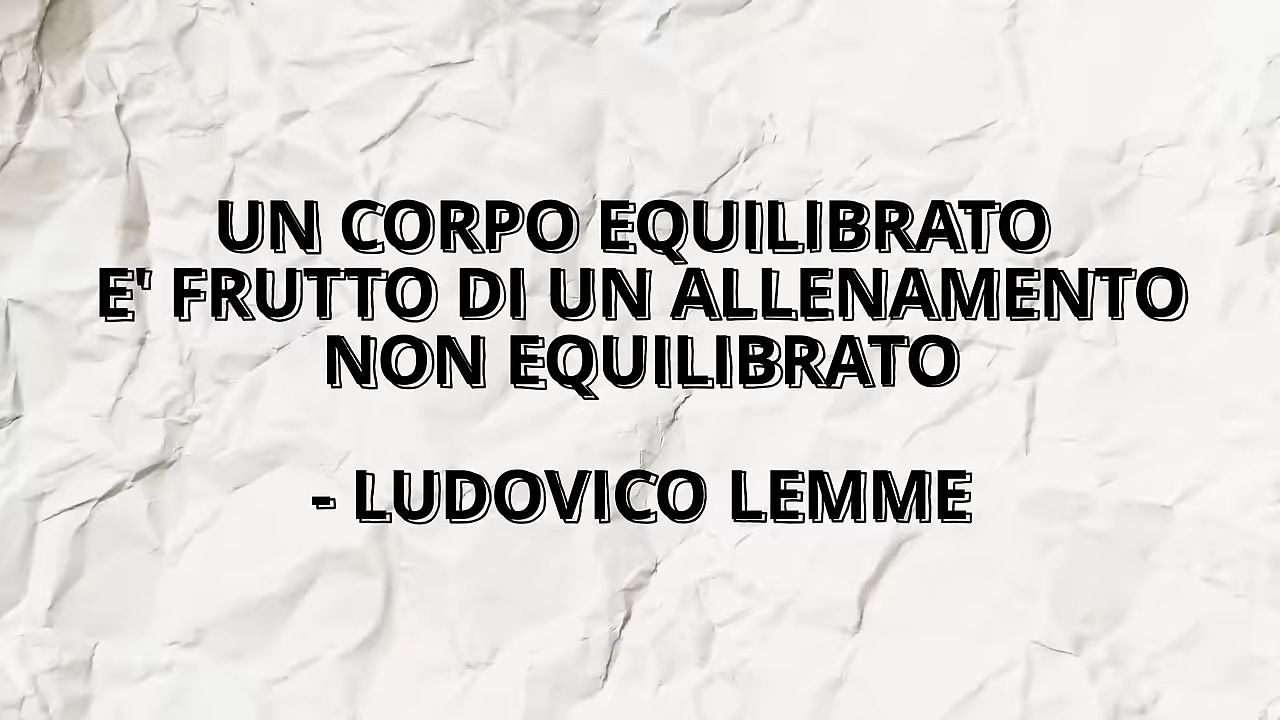 UN CORPO EQUILIBRATO
E' FRUTTO DI UN ALLENAMENTO
NON EQUILIBRATO
- LUDOVICO LEMME